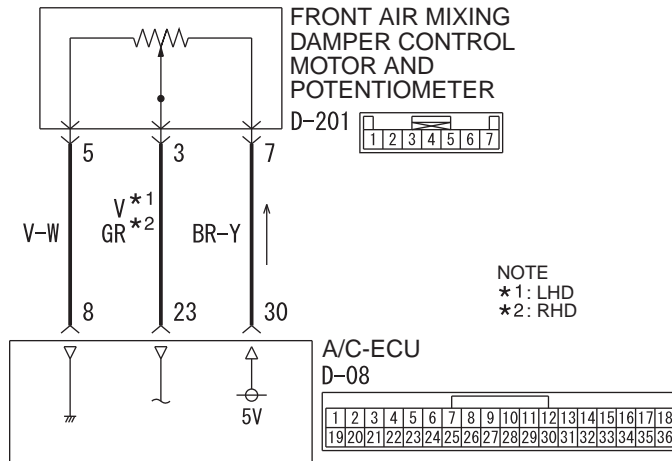 FRONT AIR MIXING
DAMPER CONTROL
MOTOR AND
POTENTIOMETER
D-201
1 2 3 4 5 6 7
5 3 7
V*1
GR*2
V-W
BR-Y
NOTE
*1: LHD
*2: RHD
8 23 30
A/C-ECU
D-08
5V
1 2 3 4 5 6 7 8 9 10 11 12 13 14 15 16 17 18
19 20 21 22 23 24 25 26 27 28 29 30 31 32 33 34 35 36